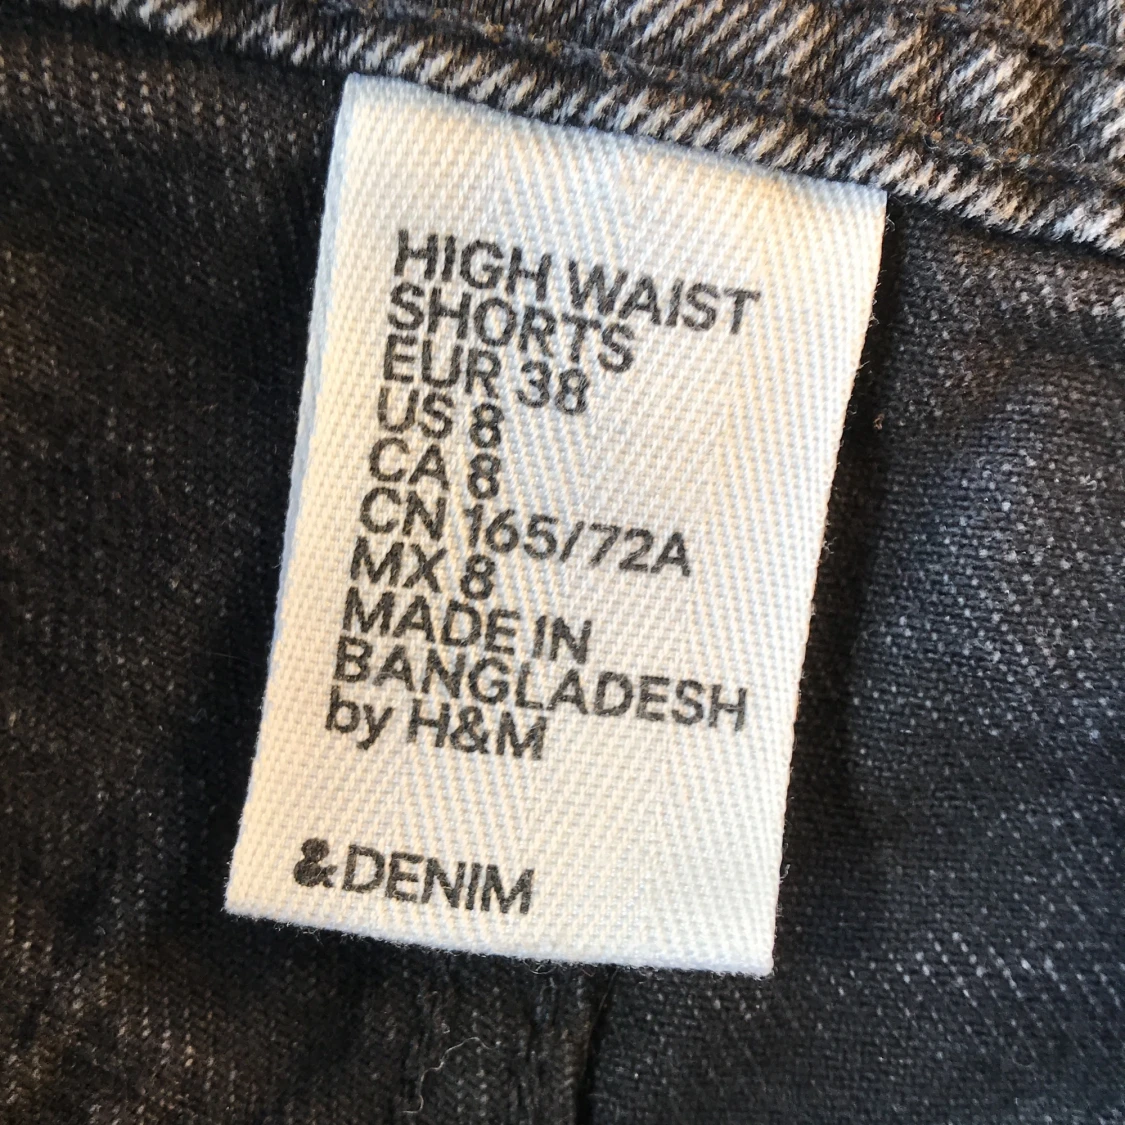 HIGH WAIST
SHORTS
EUR 38
US 8
CA 8
CN 165/72A
MX 8
MADE IN
BANGLADESH
by H&M
&DENIM